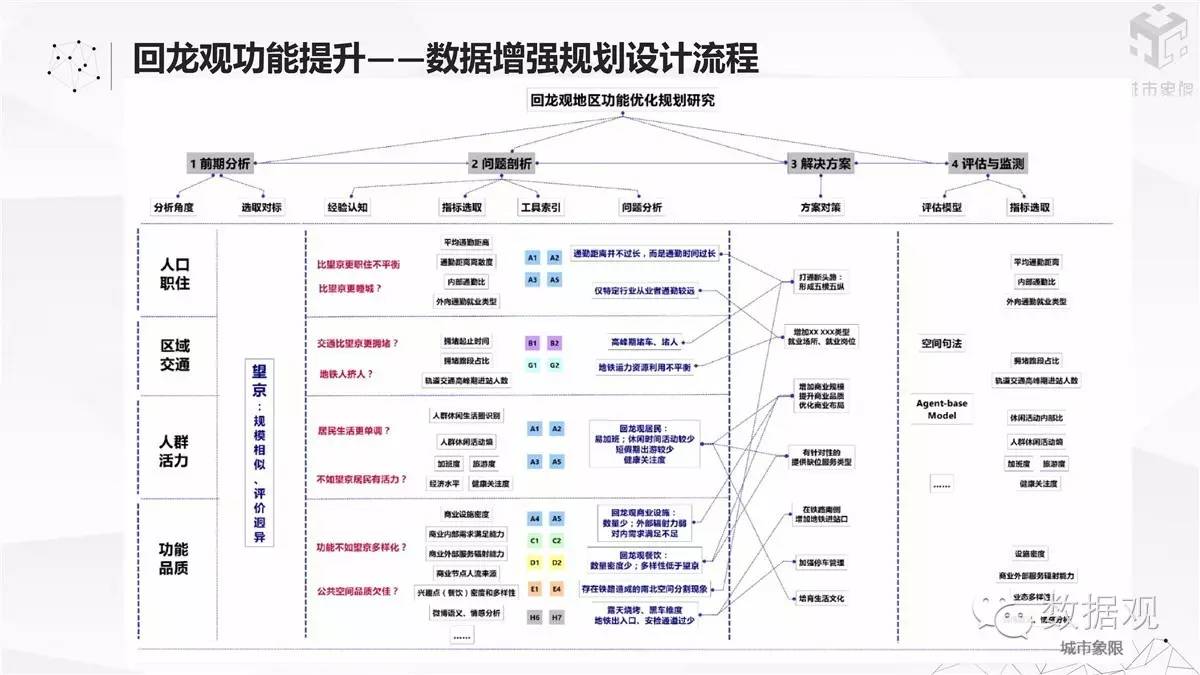 回龙观功能提升——数据增强规划设计流程
城市象限
回龙观地区功能优化规划研究
1 前期分析
2 问题剖析
3 解决方案
4 评估与监测
分析角度
选取对标
经验认知
指标选取
工具索引
问题分析
方案对策
评估模型
指标选取
人口
职住
区域
交通
人群
活力
功能
品质
望京：规模相似、评价迥异
比望京更职住不平衡
比望京更睡城？
平均通勤距离
通勤距离离散度
内部通勤比
外向通勤就业类型
A1 A2
A3 A5
通勤距离并不过长，而是通勤时间过长
仅特定行业从业者通勤较远
交通比望京更拥堵？
地铁人挤人？
拥堵起止时间
拥堵路段占比
轨道交通高峰期进站人数
B1 B2
G1 G2
高峰期堵车、堵人
地铁运力资源利用不平衡
居民生活更单调？
不如望京居民有活力？
人群休闲生活圈识别
人群休闲活动熵
加班度 旅游度
经济水平 健康关注度
A1 A2
A3 A5
回龙观居民：
易加班；休闲时间活动较少
短假期出游较少
健康关注度
功能不如望京多样化？
公共空间品质欠佳？
商业设施密度
商业内部需求满足能力
商业外部服务辐射能力
商业节点人流来源
兴趣点（餐饮）密度和多样性
微博语义、情感分析
……
A4 A5
C1 C2
D1 D2
E1 E4
H6 H7
回龙观商业设施：
数量少；外部辐射力弱
对内需求满足不足
回龙观餐饮：
数量密度少；多样性低于望京
存在铁路造成的南北空间分割现象
露天烧烤、黑车维度
地铁出入口、安检通道过少
打通断头路：
形成五横五纵
增加XX XXX类型
就业场所、就业岗位
增加商业规模
提升商业品质
优化商业布局
有针对性的
提供缺位服务类型
在铁路南侧
增加地铁进站口
加强停车管理
培育生活文化
空间句法
Agent-base
Model
……
平均通勤距离
内部通勤比
外向通勤就业类型
拥堵路段占比
轨道交通高峰期进站人数
休闲活动内部比
人群休闲活动熵
加班度 旅游度
健康关注度
设施密度
商业外部服务辐射能力
业态多样性
数据观
城市象限